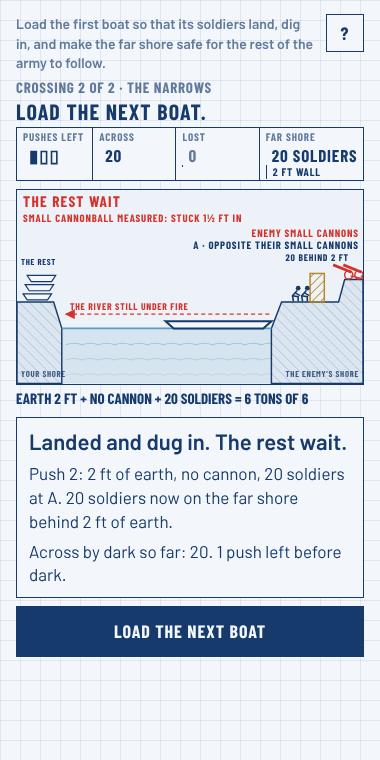 Load the first boat so that its soldiers land, dig
in, and make the far shore safe for the rest of the
army to follow.
?
CROSSING 2 OF 2 · THE NARROWS
LOAD THE NEXT BOAT.
PUSHES LEFT
ACROSS
20
LOST
0
FAR SHORE
20 SOLDIERS
2 FT WALL
THE REST WAIT
SMALL CANNONBALL MEASURED: STUCK 1½ FT IN
ENEMY SMALL CANNONS
A · OPPOSITE THEIR SMALL CANNONS
20 BEHIND 2 FT
THE REST
THE RIVER STILL UNDER FIRE
YOUR SHORE
THE ENEMY'S SHORE
EARTH 2 FT + NO CANNON + 20 SOLDIERS = 6 TONS OF 6
Landed and dug in. The rest wait.
Push 2: 2 ft of earth, no cannon, 20 soldiers
at A. 20 soldiers now on the far shore
behind 2 ft of earth.
Across by dark so far: 20. 1 push left before
dark.
LOAD THE NEXT BOAT